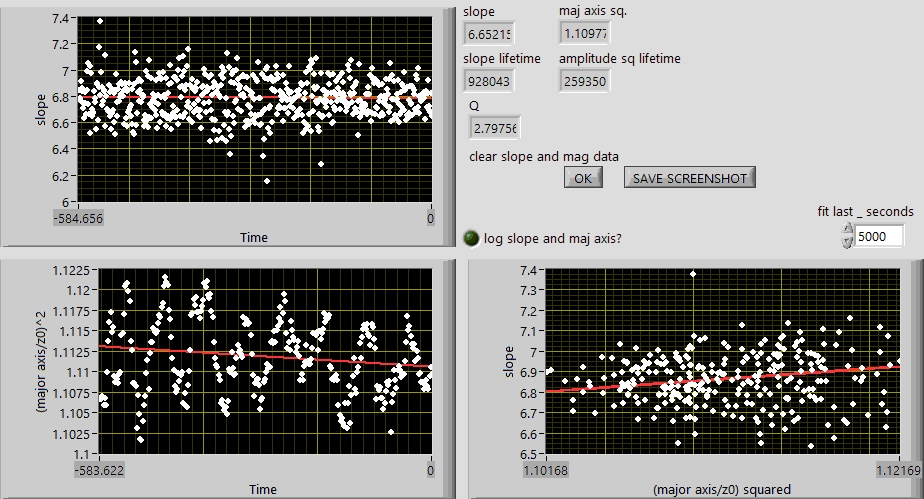 slope
6.65215
maj axis sq.
1.10977
slope lifetime
928043
amplitude sq lifetime
259350
Q
2.79756
clear slope and mag data
OK
SAVE SCREENSHOT
fit last _ seconds
5000
log slope and maj axis?
7.4
7.2
7
6.8
6.6
6.4
6.2
6
slope
-584.656
0
Time
1.1225
1.12
1.1175
1.115
1.1125
1.111
1.1075
1.105
1.1025
1.1
(major axis/z0)^2
-583.622
0
Time
7.4
7.3
7.2
7.1
7
6.9
6.8
6.7
6.6
6.5
slope
1.10168
1.12169
(major axis/z0) squared